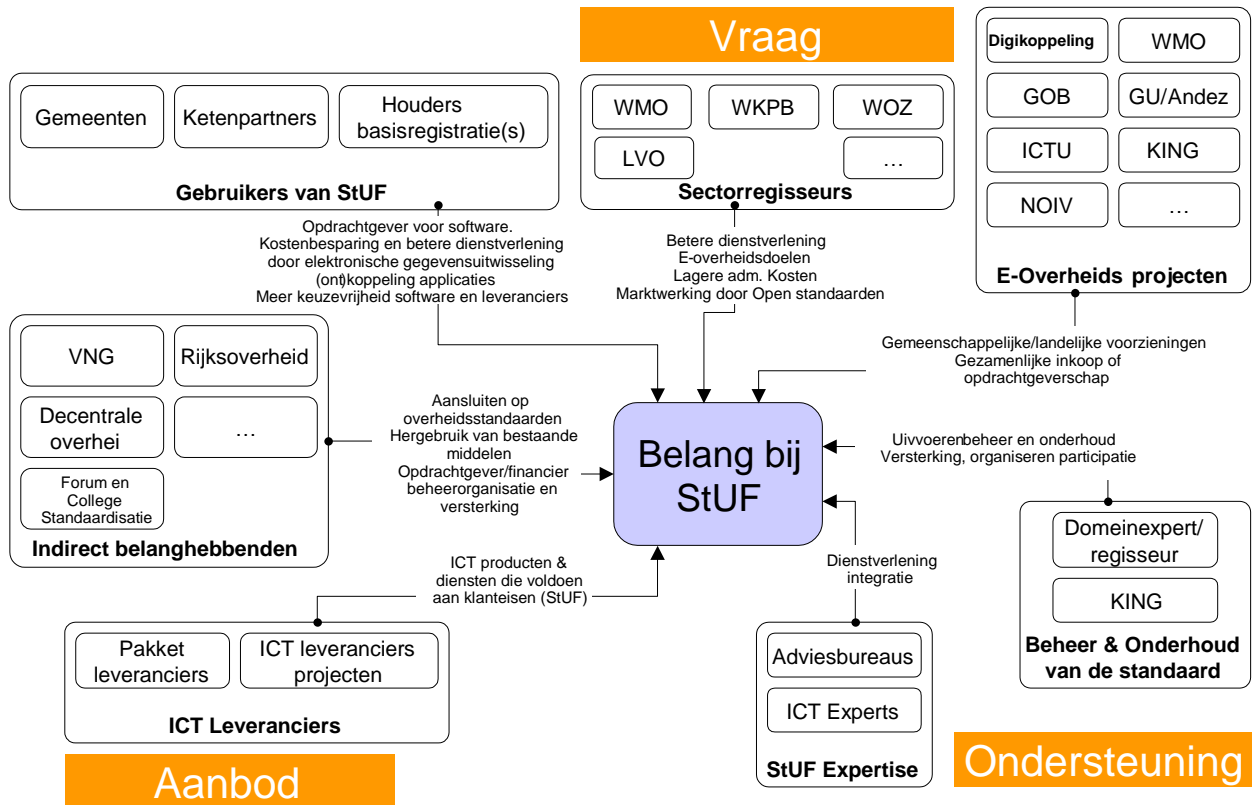 Vraag
Gemeenten
Ketenpartners
Houders
basisregistratie(s)
Gebruikers van StUF
WMO
WKPB
WOZ
LVO
…
Sectorregisseurs
Digikoppeling
WMO
GOB
GU/Andez
ICTU
KING
NOIV
…
E-Overheids projecten
Opdrachtgever voor software.
Kostenbesparing en betere dienstverlening
door elektronische gegevensuitwisseling
(ont)koppeling applicaties
Meer keuzevrijheid software en leveranciers
Betere dienstverlening
E-overheidsdoelen
Lagere adm. Kosten
Marktwerking door Open standaarden
Gemeenschappelijke/landelijke voorzieningen
Gezamenlijke inkoop of
opdrachtgeverschap
VNG
Rijksoverheid
Decentrale
overhei
…
Forum en
College
Standaardisatie
Indirect belanghebbenden
Aansluiten op
overheidsstandaarden
Hergebruik van bestaande
middelen
Opdrachtgever/financier
beheerorganisatie en
versterking
Belang bij
StUF
Uivoerenbeheer en onderhoud
Versterking, organiseren participatie
Domeinexpert/
regisseur
KING
Beheer & Onderhoud
van de standaard
ICT producten &
diensten die voldoen
aan klanteisen (StUF)
Dienstverlening
integratie
Pakket
leveranciers
ICT leveranciers
projecten
ICT Leveranciers
Adviesbureaus
ICT Experts
StUF Expertise
Aanbod
Ondersteuning